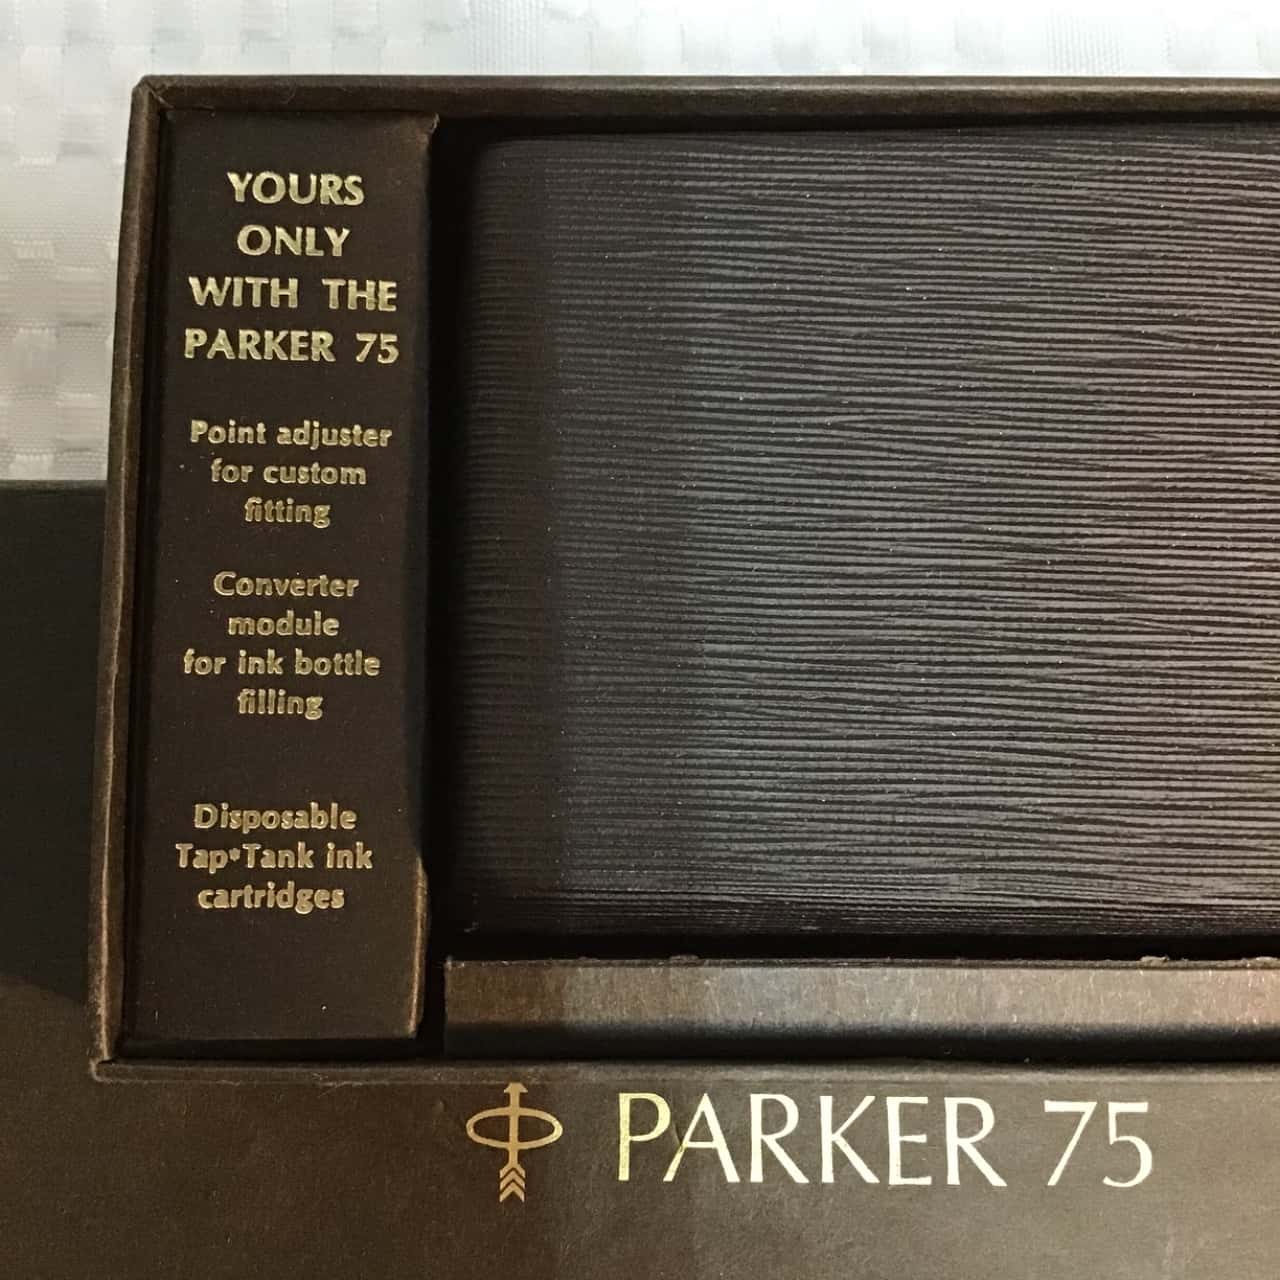 YOURS
ONLY
WITH THE
PARKER 75
Point adjuster
for custom
fitting
Converter
module
for ink bottle
filling
Disposable
Tap•Tank ink
cartridges
PARKER 75